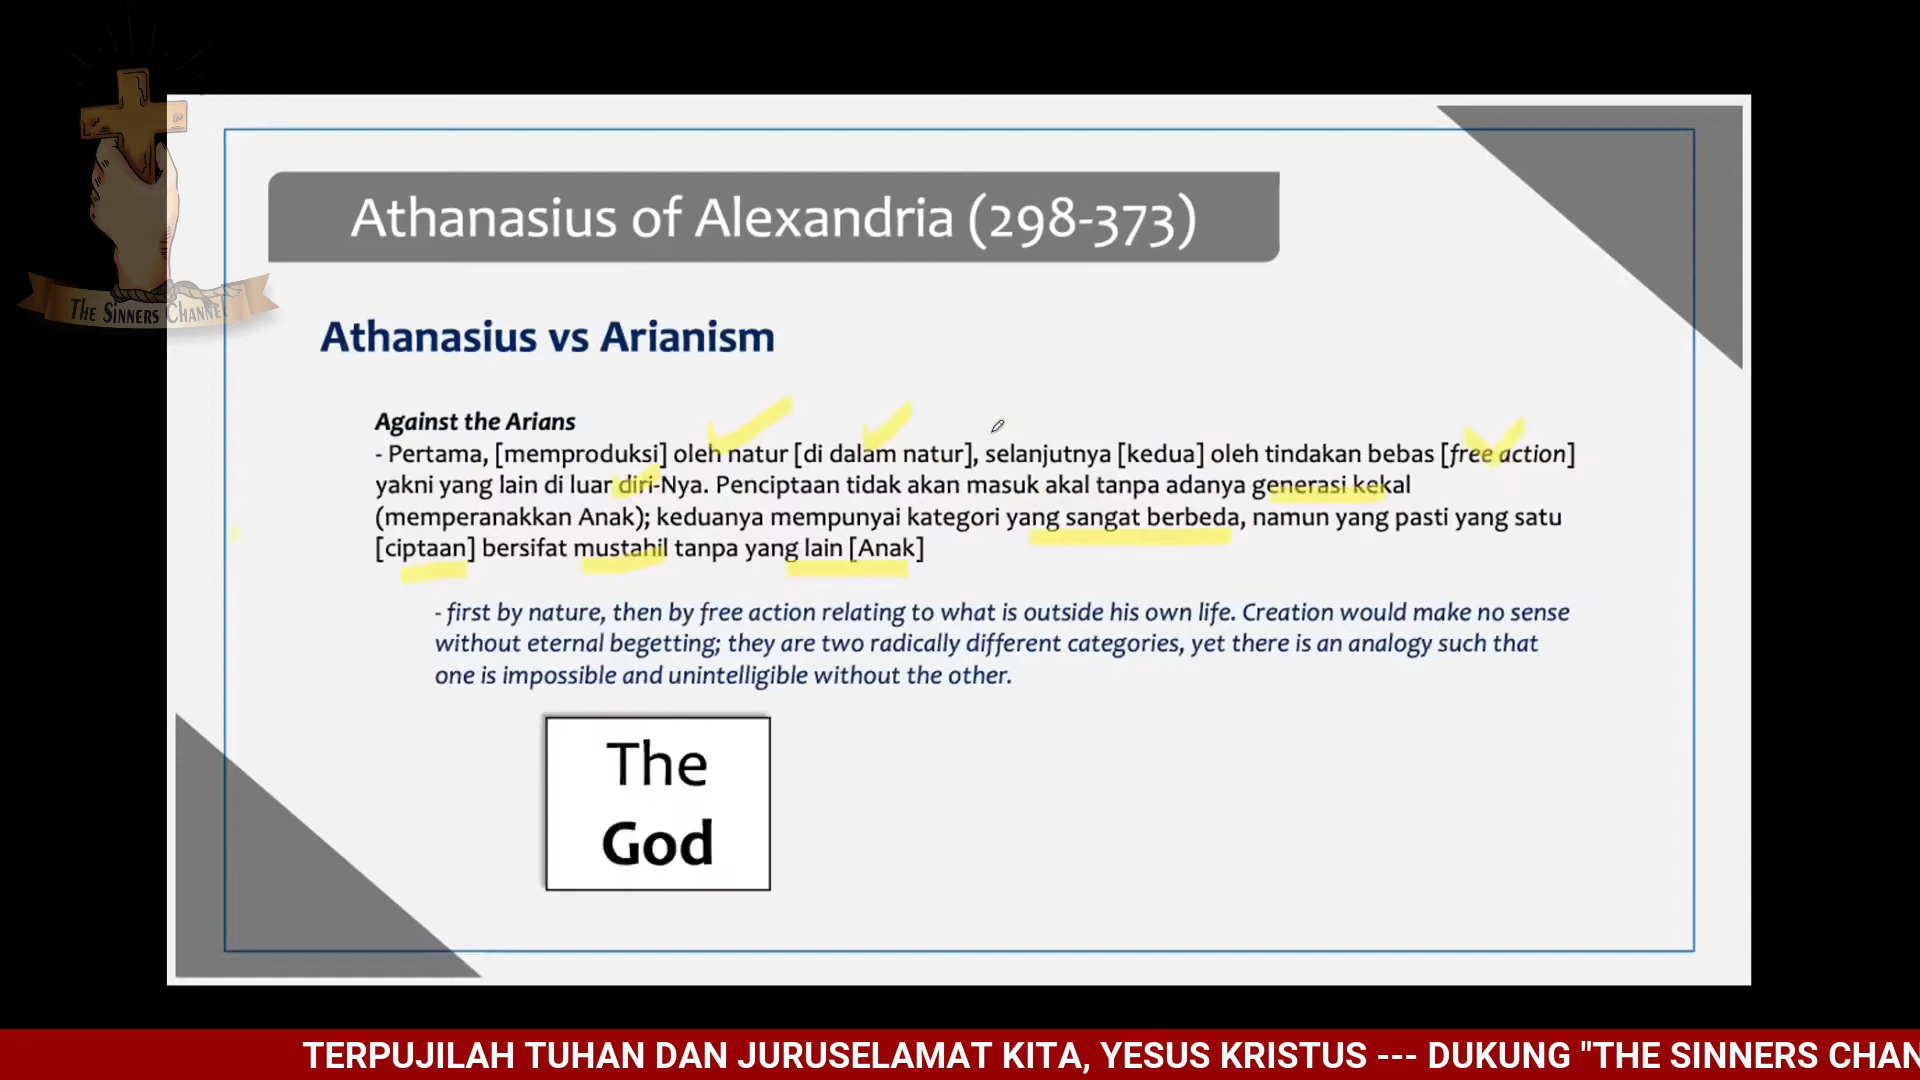 Athanasius of Alexandria (298-373)
THE SINNERS CHANNEL
Athanasius vs Arianism
Against the Arians
- Pertama, [memproduksi] oleh natur [di dalam natur], selanjutnya [kedua] oleh tindakan bebas [free action]
yakni yang lain di luar diri-Nya. Penciptaan tidak akan masuk akal tanpa adanya generasi kekal
(memperanakkan Anak); keduanya mempunyai kategori yang sangat berbeda, namun yang pasti yang satu
[ciptaan] bersifat mustahil tanpa yang lain [Anak]
- first by nature, then by free action relating to what is outside his own life. Creation would make no sense
without eternal begetting; they are two radically different categories, yet there is an analogy such that
one is impossible and unintelligible without the other.
The
God
TERPUJILAH TUHAN DAN JURUSELAMAT KITA, YESUS KRISTUS --- DUKUNG "THE SINNERS CHAN